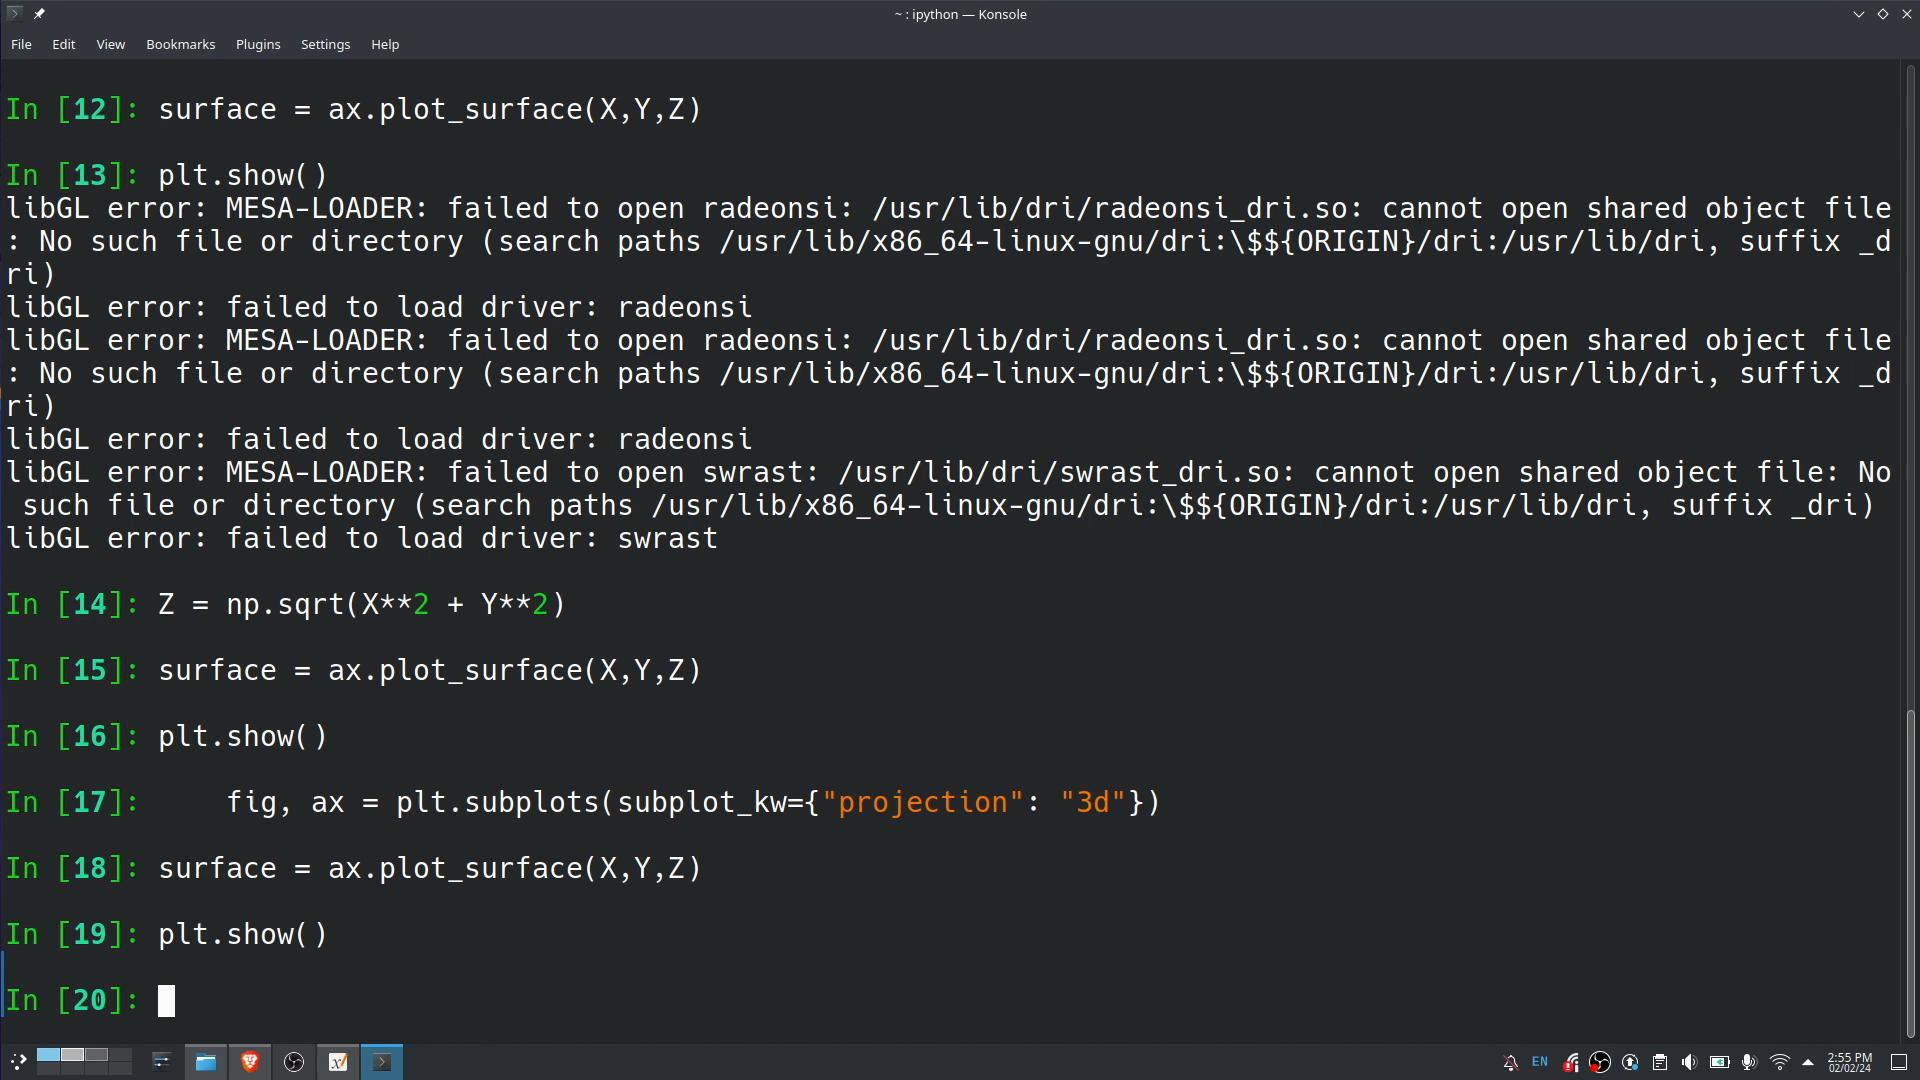 ~ : ipython — Konsole
File Edit View Bookmarks Plugins Settings Help
In [12]: surface = ax.plot_surface(X,Y,Z)
In [13]: plt.show()
libGL error: MESA-LOADER: failed to open radeonsi: /usr/lib/dri/radeonsi_dri.so: cannot open shared object file
: No such file or directory (search paths /usr/lib/x86_64-linux-gnu/dri:\$${ORIGIN}/dri:/usr/lib/dri, suffix _d
ri)
libGL error: failed to load driver: radeonsi
libGL error: MESA-LOADER: failed to open radeonsi: /usr/lib/dri/radeonsi_dri.so: cannot open shared object file
: No such file or directory (search paths /usr/lib/x86_64-linux-gnu/dri:\$${ORIGIN}/dri:/usr/lib/dri, suffix _d
ri)
libGL error: failed to load driver: radeonsi
libGL error: MESA-LOADER: failed to open swrast: /usr/lib/dri/swrast_dri.so: cannot open shared object file: No
 such file or directory (search paths /usr/lib/x86_64-linux-gnu/dri:\$${ORIGIN}/dri:/usr/lib/dri, suffix _dri)
libGL error: failed to load driver: swrast
In [14]: Z = np.sqrt(X**2 + Y**2)
In [15]: surface = ax.plot_surface(X,Y,Z)
In [16]: plt.show()
In [17]:     fig, ax = plt.subplots(subplot_kw={"projection": "3d"})
In [18]: surface = ax.plot_surface(X,Y,Z)
In [19]: plt.show()
In [20]:
EN
2:55 PM
02/02/24